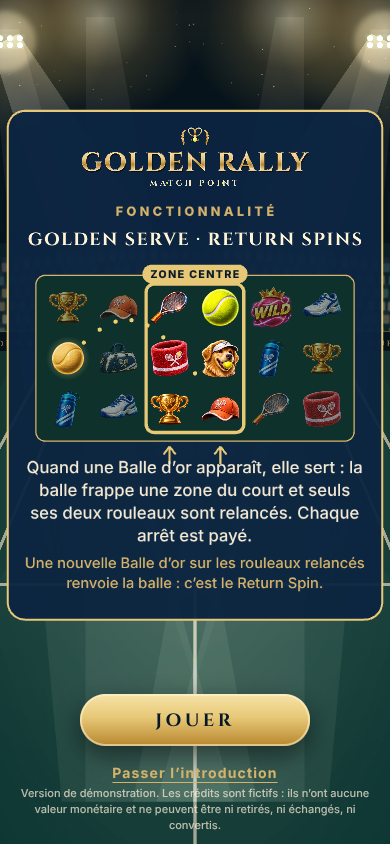 GOLDEN RALLY
MATCH POINT
FONCTIONNALITÉ
GOLDEN SERVE · RETURN SPINS
ZONE CENTRE
WILD
Quand une Balle d’or apparaît, elle sert : la
balle frappe une zone du court et seuls
ses deux rouleaux sont relancés. Chaque
arrêt est payé.
Une nouvelle Balle d’or sur les rouleaux relancés
renvoie la balle : c’est le Return Spin.
JOUER
Passer l’introduction
Version de démonstration. Les crédits sont fictifs : ils n’ont aucune
valeur monétaire et ne peuvent être ni retirés, ni échangés, ni
convertis.